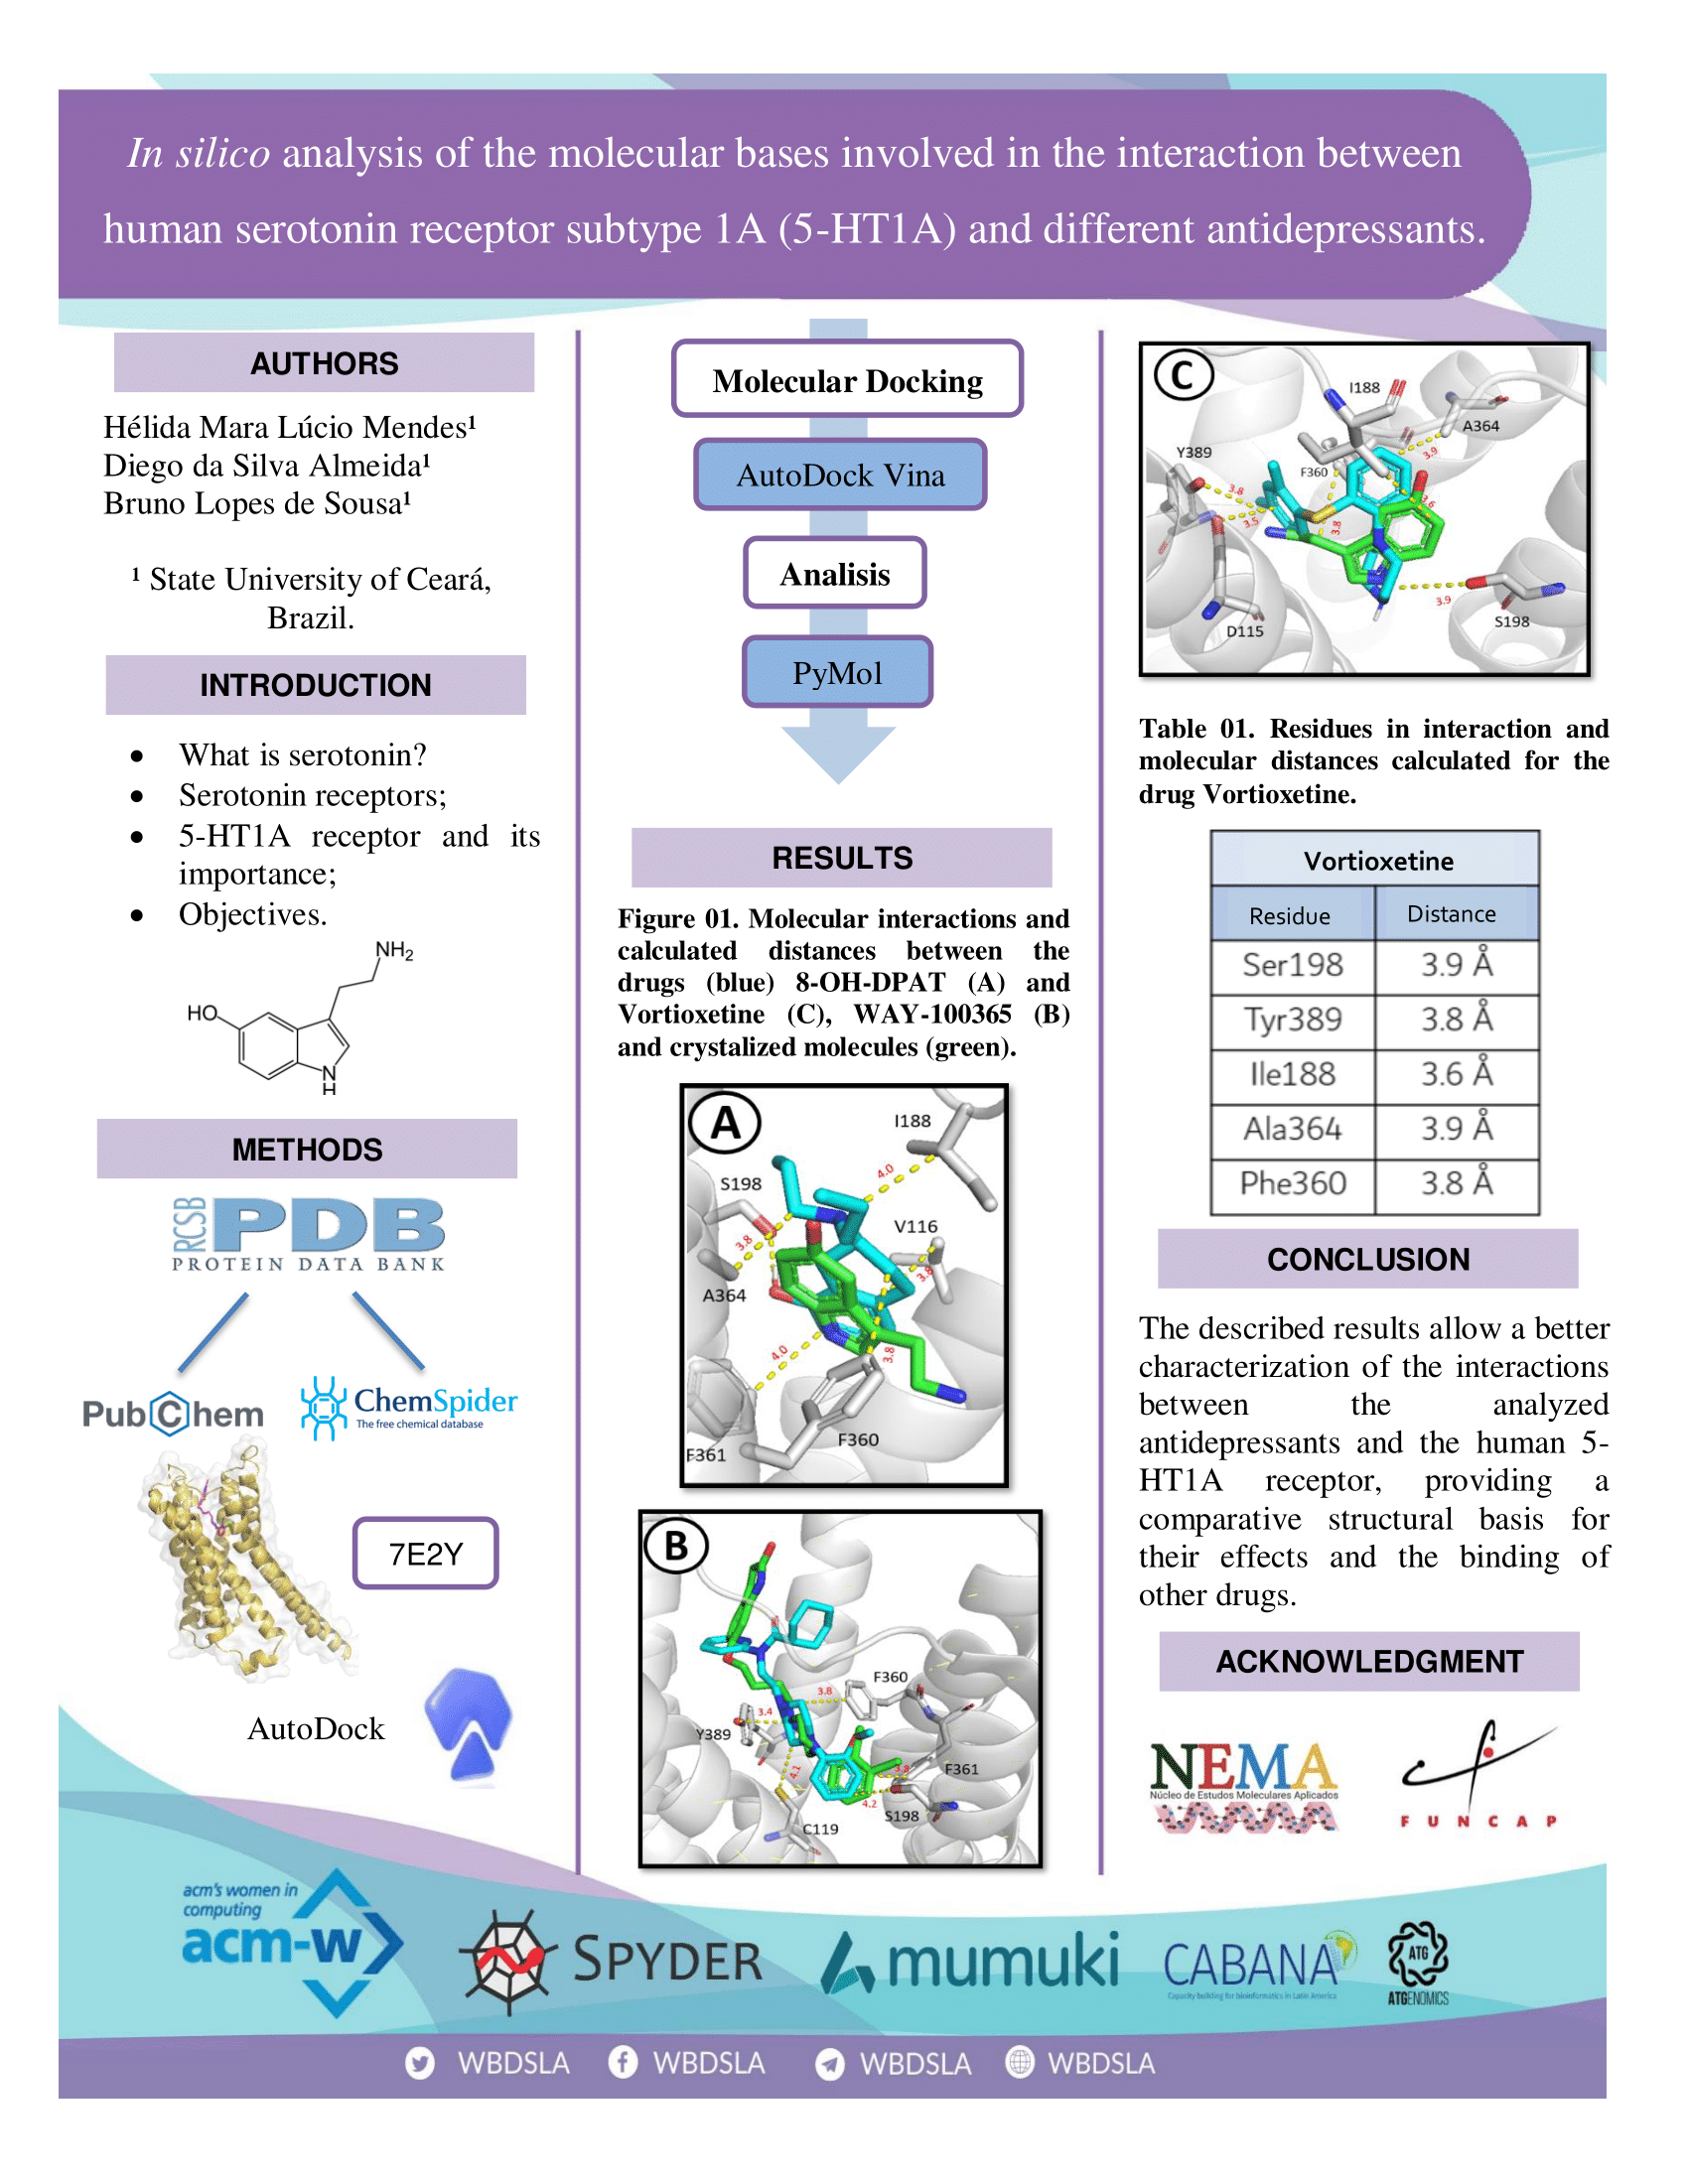 In silico analysis of the molecular bases involved in the interaction between
human serotonin receptor subtype 1A (5-HT1A) and different antidepressants.
AUTHORS
Hélida Mara Lúcio Mendes¹
Diego da Silva Almeida¹
Bruno Lopes de Sousa¹
¹ State University of Ceará,
Brazil.
INTRODUCTION
• What is serotonin?
• Serotonin receptors;
• 5-HT1A receptor and its
importance;
• Objectives.
NH2
HO
N
H
METHODS
RCSB
PDB
PROTEIN DATA BANK
PubChem
ChemSpider
The free chemical database
7E2Y
AutoDock
Molecular Docking
AutoDock Vina
Analisis
PyMol
RESULTS
Figure 01. Molecular interactions and
calculated distances between the
drugs (blue) 8-OH-DPAT (A) and
Vortioxetine (C), WAY-100365 (B)
and crystalized molecules (green).
A
I188
4.0
S198
V116
3.8
3.8
A364
4.0
3.8
F360
F361
B
F360
3.8
3.4
Y389
4.1
3.8
F361
4.2
S198
C119
C
I188
A364
Y389
3.9
F360
3.8
3.6
3.5
3.8
3.9
S198
D115
Table 01. Residues in interaction and
molecular distances calculated for the
drug Vortioxetine.
Vortioxetine
Residue Distance
Ser198 3.9 Å
Tyr389 3.8 Å
Ile188 3.6 Å
Ala364 3.9 Å
Phe360 3.8 Å
CONCLUSION
The described results allow a better
characterization of the interactions
between the analyzed
antidepressants and the human 5-
HT1A receptor, providing a
comparative structural basis for
their effects and the binding of
other drugs.
ACKNOWLEDGMENT
NEMA
Núcleo de Estudos Moleculares Aplicados
FUNCAP
acm's women in
computing
acm-w
SPYDER
mumuki
CABANA
Capacity building for bioinformatics in Latin America
ATG
ATGENOMICS
WBDSLA WBDSLA WBDSLA WBDSLA